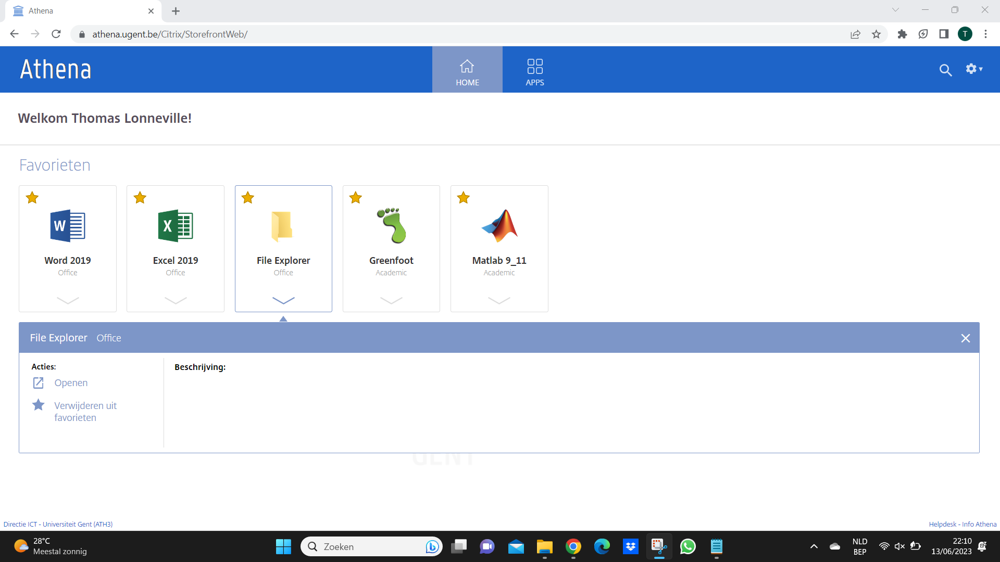 Athena
athena.ugent.be/Citrix/StorefrontWeb/
T
Athena
HOME
APPS
Welkom Thomas Lonneville!
Favorieten
Word 2019
Office
Excel 2019
Office
File Explorer
Office
Greenfoot
Academic
Matlab 9_11
Academic
File Explorer Office
Acties:
Openen
Verwijderen uit
favorieten
Beschrijving:
GENT
Directie ICT - Universiteit Gent (ATH3)
Helpdesk - Info Athena
28°C
Meestal zonnig
Zoeken
NLD
BEP
22:10
13/06/2023